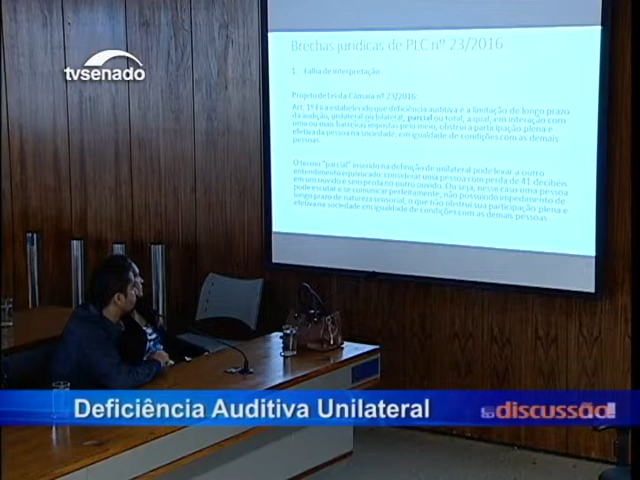 tvsenado
Brechas jurídicas de PLC nº 23/2016
1. Falha de interpretação
Projeto de Lei da Câmara nº 23/2016:
Art. 1º Fica estabelecido que deficiência auditiva é a limitação de longo prazo
da audição, unilateral ou bilateral, parcial ou total, a qual, em interação com
uma ou mais barreiras impostas pelo meio, obstrui a participação plena e
efetiva da pessoa na sociedade, em igualdade de condições com as demais
pessoas.
O termo "parcial" inserido na definição de unilateral pode levar a outro
entendimento equivocado: considerar uma pessoa com perda de 41 decibéis
em um ouvido e sem perda no outro ouvido. Ou seja, nesse caso uma pessoa
pode escutar e se comunicar perfeitamente, não possuindo impedimento de
longo prazo de natureza sensorial, o que não obstrui sua participação plena e
efetiva na sociedade em igualdade de condições com as demais pessoas
Deficiência Auditiva Unilateral
em discussão!